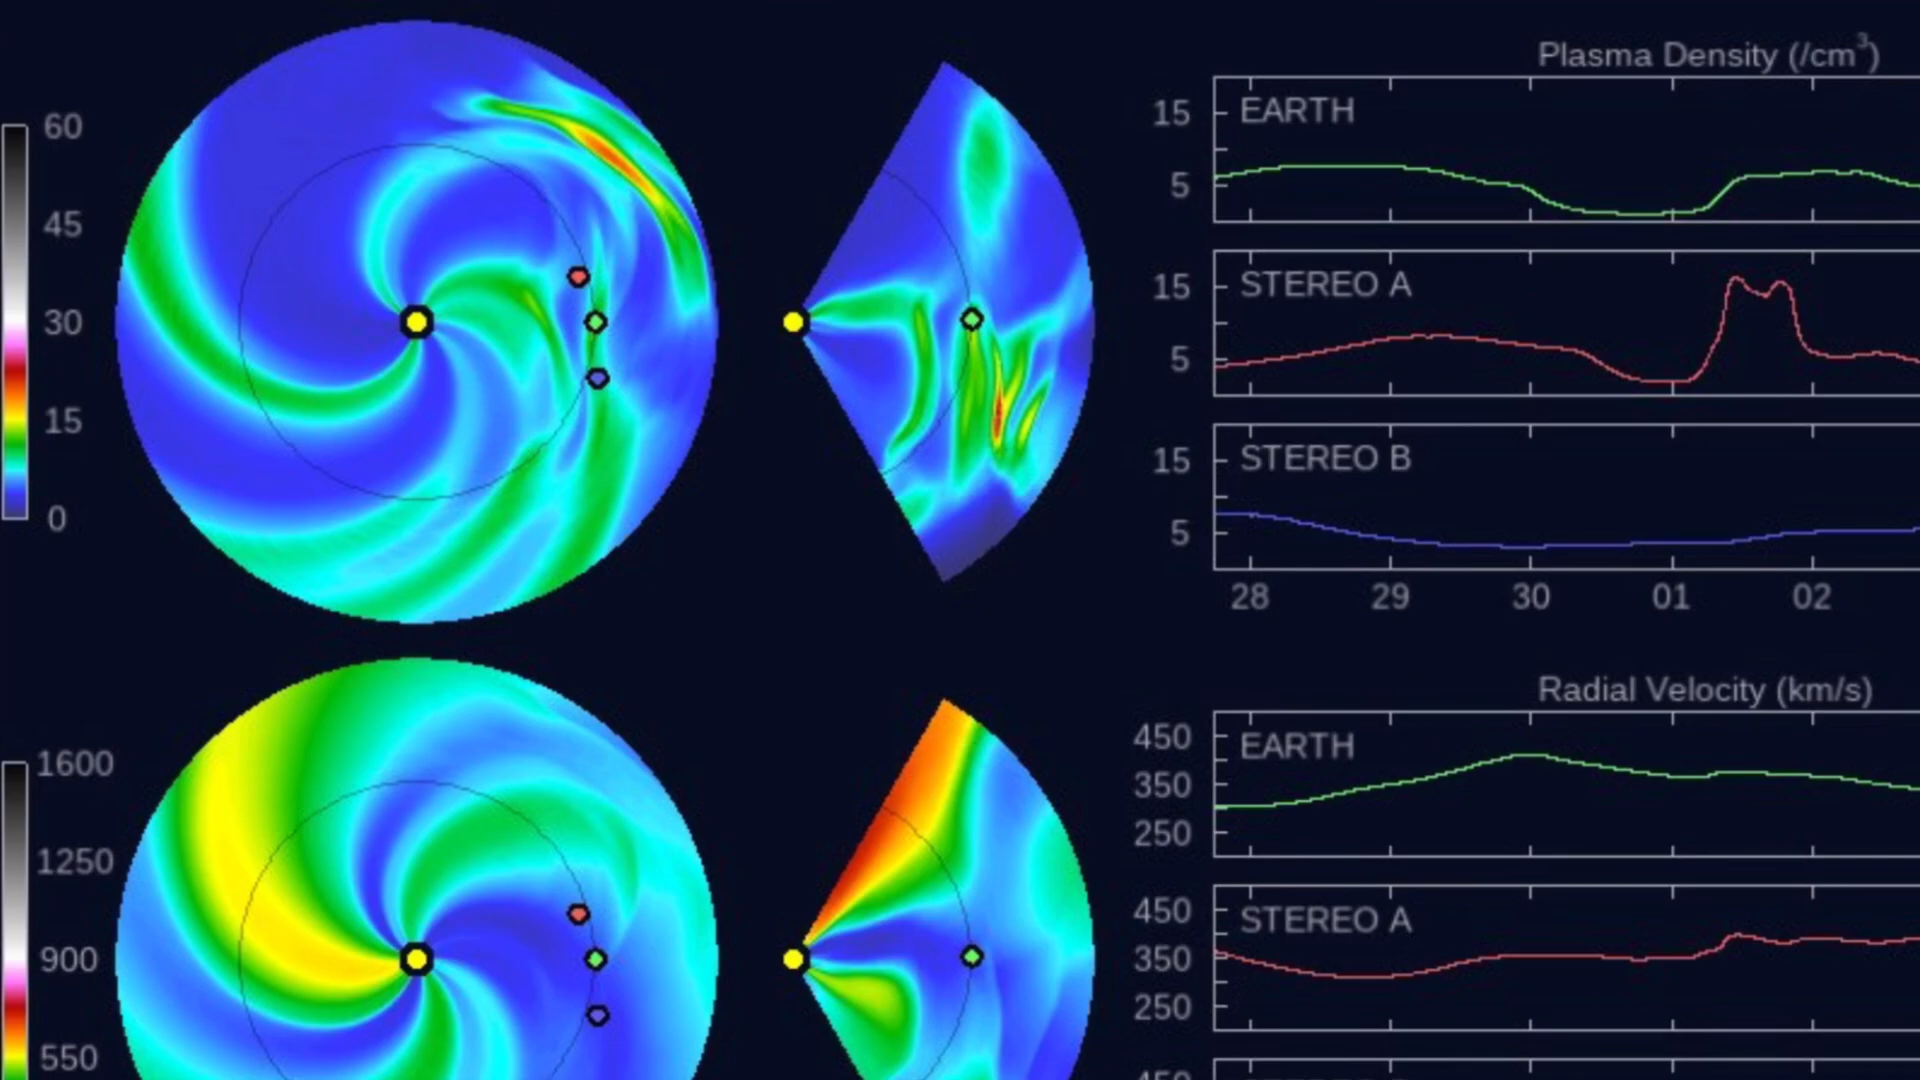 Plasma Density (/cm³)
60
45
30
15
0
15
EARTH
5
15
STEREO A
5
15
STEREO B
5
28 29 30 01 02
Radial Velocity (km/s)
1600
1250
900
550
450
EARTH
350
250
450
STEREO A
350
250